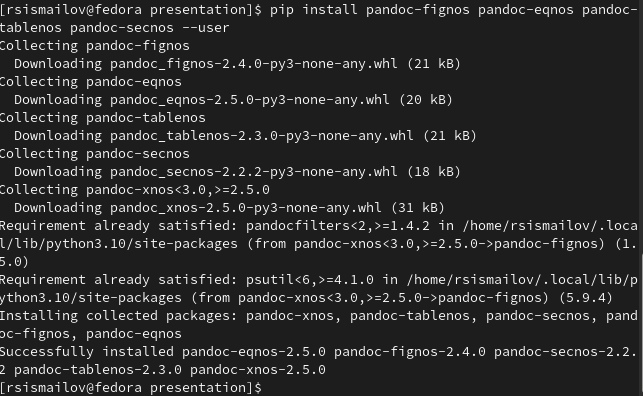 [rsismailov@fedora presentation]$ pip install pandoc-fignos pandoc-eqnos pandoc-
tablenos pandoc-secnos --user
Collecting pandoc-fignos
  Downloading pandoc_fignos-2.4.0-py3-none-any.whl (21 kB)
Collecting pandoc-eqnos
  Downloading pandoc_eqnos-2.5.0-py3-none-any.whl (20 kB)
Collecting pandoc-tablenos
  Downloading pandoc_tablenos-2.3.0-py3-none-any.whl (21 kB)
Collecting pandoc-secnos
  Downloading pandoc_secnos-2.2.2-py3-none-any.whl (18 kB)
Collecting pandoc-xnos<3.0,>=2.5.0
  Downloading pandoc_xnos-2.5.0-py3-none-any.whl (31 kB)
Requirement already satisfied: pandocfilters<2,>=1.4.2 in /home/rsismailov/.loca
l/lib/python3.10/site-packages (from pandoc-xnos<3.0,>=2.5.0->pandoc-fignos) (1.
5.0)
Requirement already satisfied: psutil<6,>=4.1.0 in /home/rsismailov/.local/lib/p
ython3.10/site-packages (from pandoc-xnos<3.0,>=2.5.0->pandoc-fignos) (5.9.4)
Installing collected packages: pandoc-xnos, pandoc-tablenos, pandoc-secnos, pand
oc-fignos, pandoc-eqnos
Successfully installed pandoc-eqnos-2.5.0 pandoc-fignos-2.4.0 pandoc-secnos-2.2.
2 pandoc-tablenos-2.3.0 pandoc-xnos-2.5.0
[rsismailov@fedora presentation]$